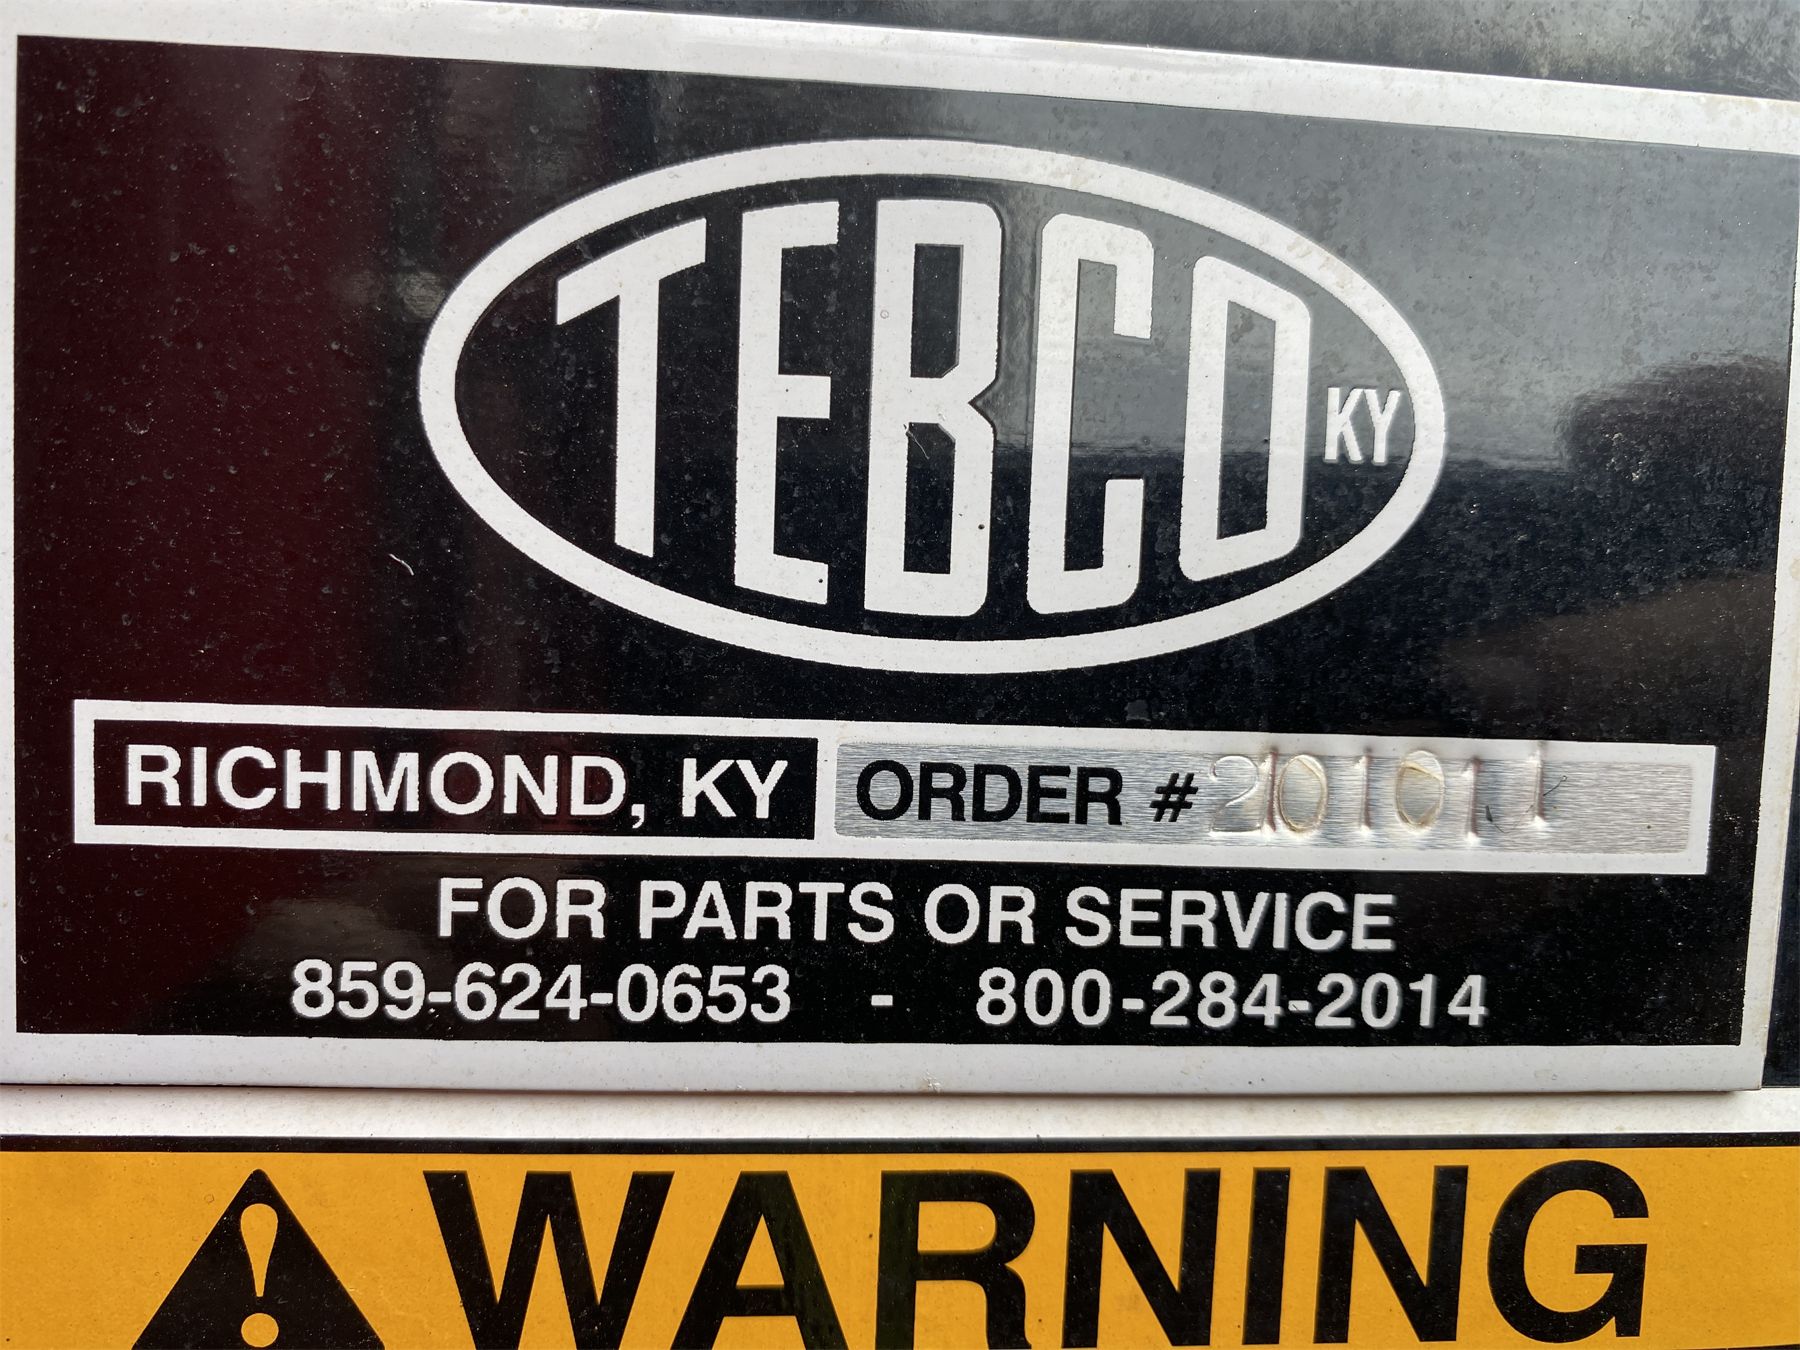 TEBCO KY
RICHMOND, KY ORDER #
FOR PARTS OR SERVICE
859-624-0653 - 800-284-2014
WARNING